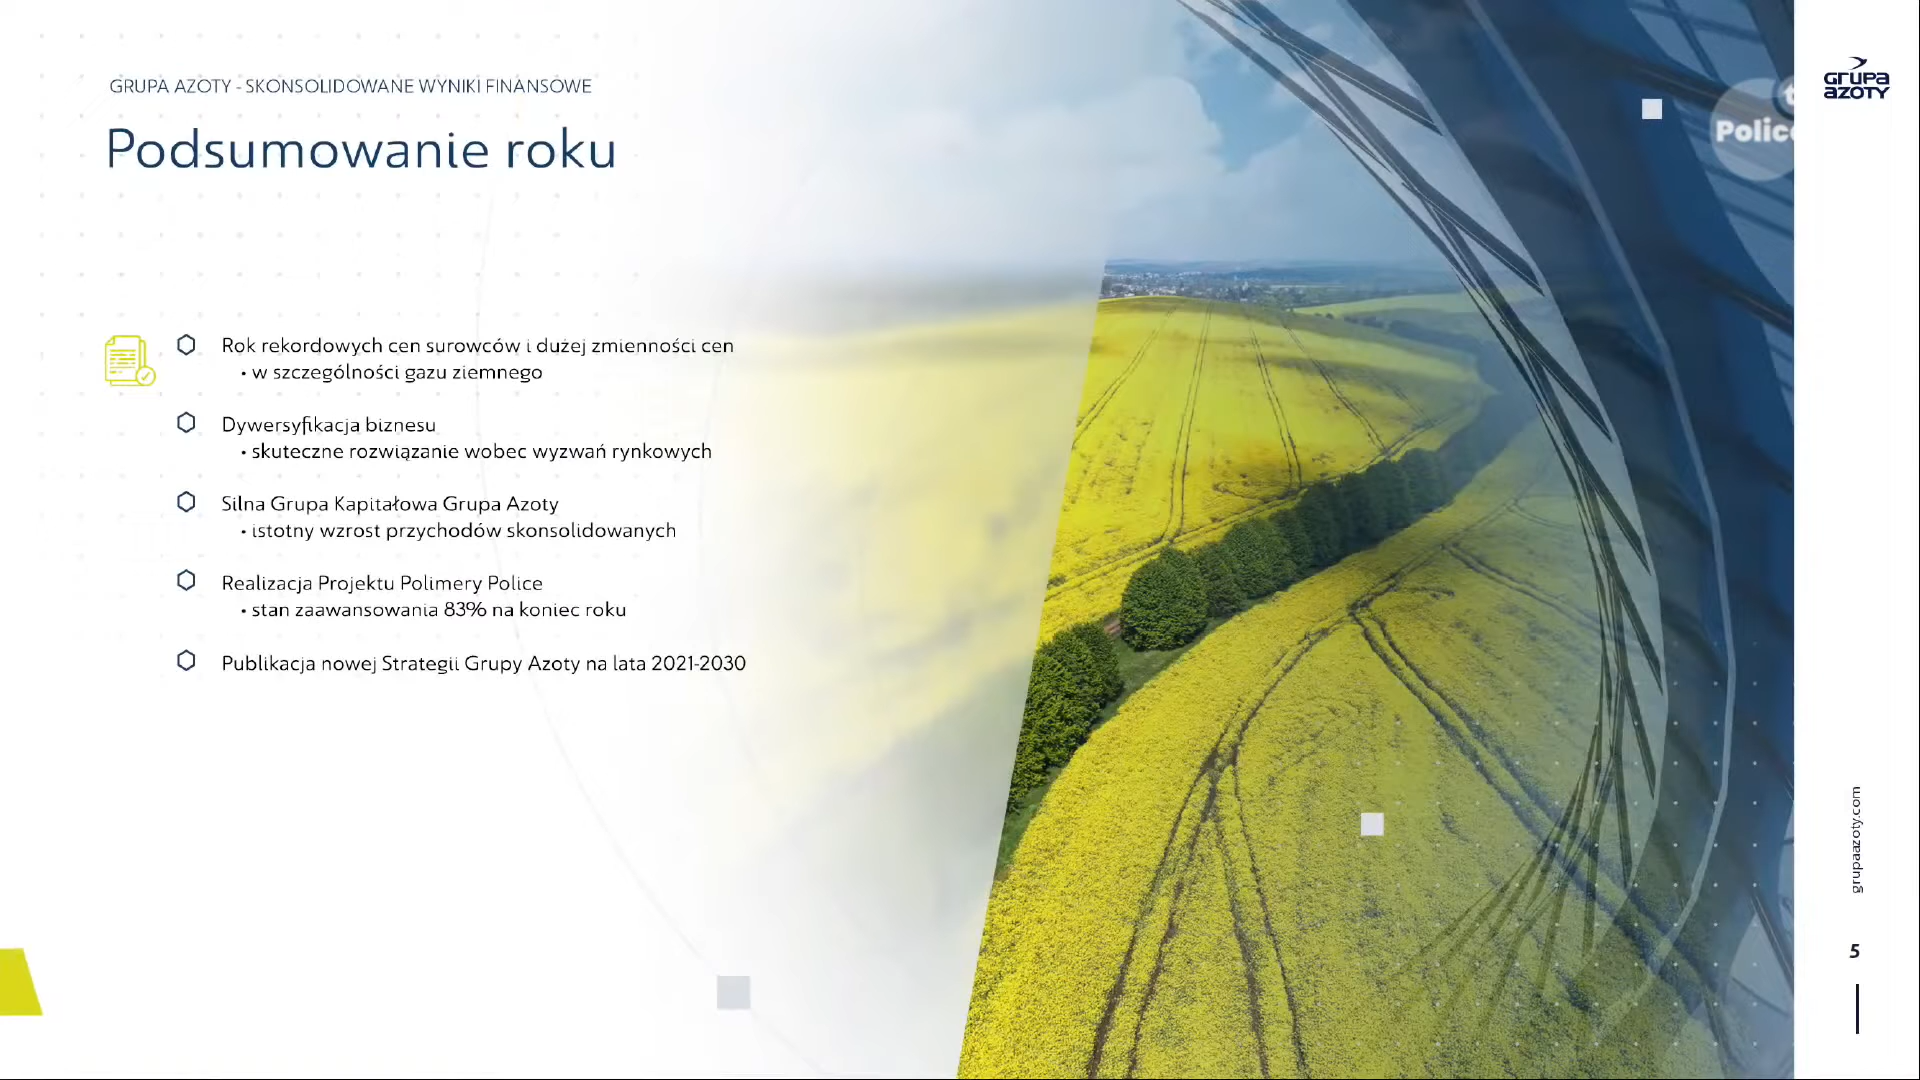 GRUPA AZOTY - SKONSOLIDOWANE WYNIKI FINANSOWE
Podsumowanie roku
Rok rekordowych cen surowców i dużej zmienności cen
• w szczególności gazu ziemnego
Dywersyfikacja biznesu
• skuteczne rozwiązanie wobec wyzwań rynkowych
Silna Grupa Kapitałowa Grupa Azoty
• istotny wzrost przychodów skonsolidowanych
Realizacja Projektu Polimery Police
• stan zaawansowania 83% na koniec roku
Publikacja nowej Strategii Grupy Azoty na lata 2021-2030
GRUPA
AZOTY
grupaazoty.com
5